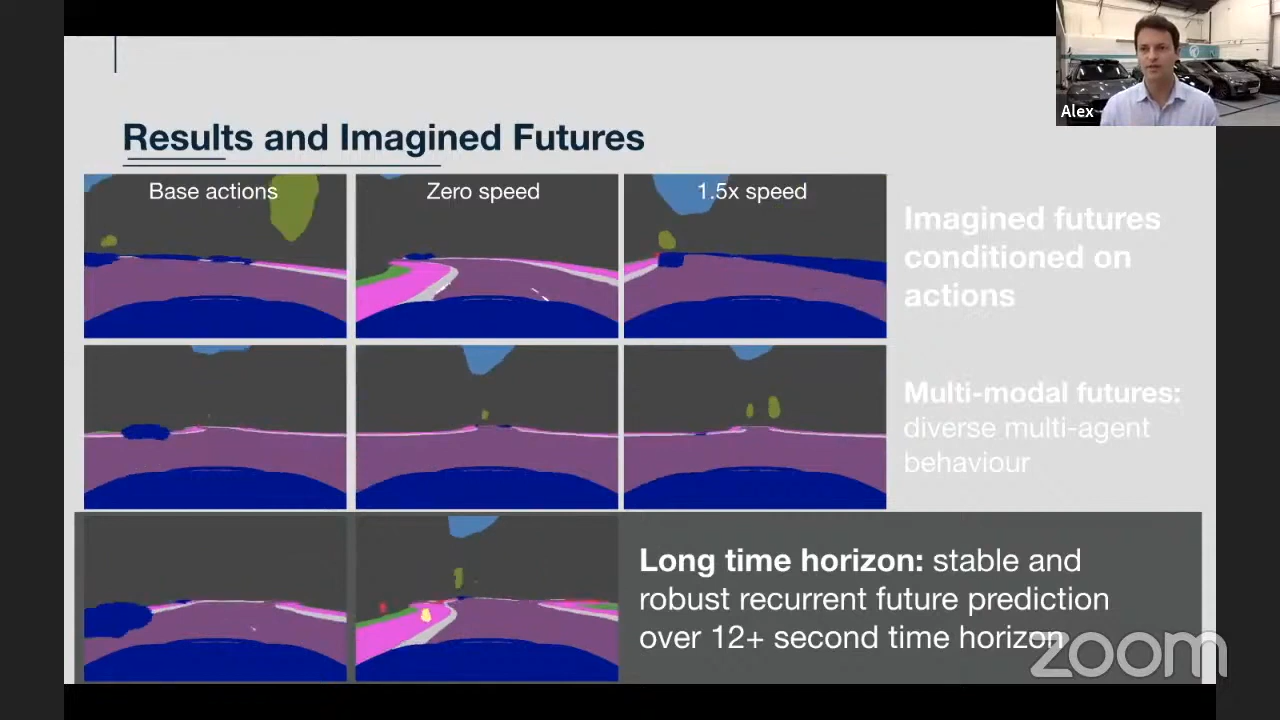 Alex
Results and Imagined Futures
Base actions
Zero speed
1.5x speed
Imagined futures
conditioned on
actions
Multi-modal futures:
diverse multi-agent
behaviour
Long time horizon: stable and
robust recurrent future prediction
over 12+ second time horizon
zoom